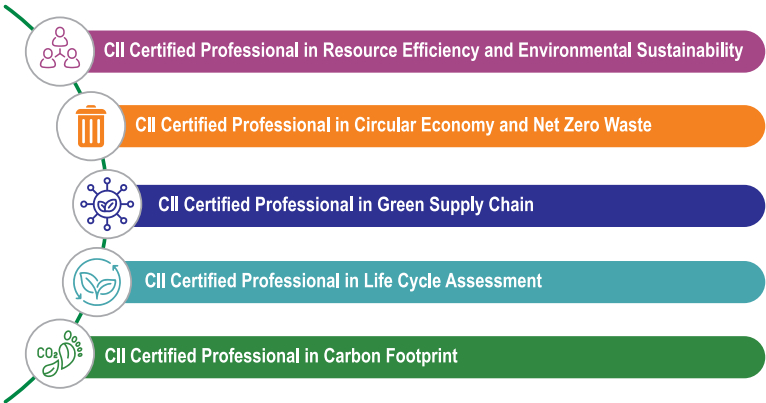 CII Certified Professional in Resource Efficiency and Environmental Sustainability
CII Certified Professional in Circular Economy and Net Zero Waste
CII Certified Professional in Green Supply Chain
CII Certified Professional in Life Cycle Assessment
CO₂
CII Certified Professional in Carbon Footprint